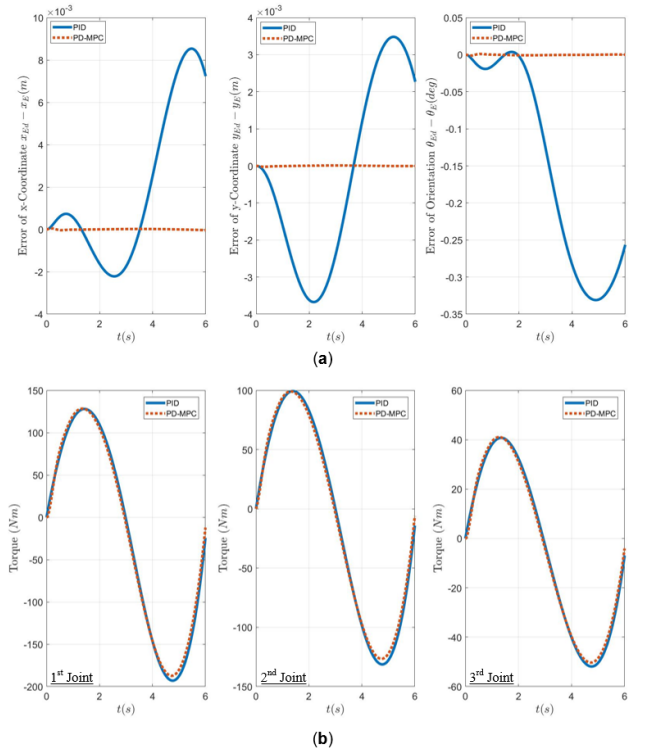 ×10⁻³
PID
PD-MPC
10
8
6
4
2
0
-2
-4
0 2 4 6
Error of x-Coordinate x_Ed − x_E(m)
t(s)
×10⁻³
PID
PD-MPC
4
3
2
1
0
-1
-2
-3
-4
0 2 4 6
Error of y-Coordinate y_Ed − y_E(m)
t(s)
PID
PD-MPC
0.05
0
-0.05
-0.1
-0.15
-0.2
-0.25
-0.3
-0.35
0 2 4 6
Error of Orientation θ_Ed − θ_E(deg)
t(s)
(a)
PID
PD-MPC
150
100
50
0
-50
-100
-150
-200
0 2 4 6
Torque (Nm)
1st Joint
t(s)
PID
PD-MPC
100
50
0
-50
-100
-150
0 2 4 6
Torque (Nm)
2nd Joint
t(s)
PID
PD-MPC
60
40
20
0
-20
-40
-60
0 2 4 6
Torque (Nm)
3rd Joint
t(s)
(b)